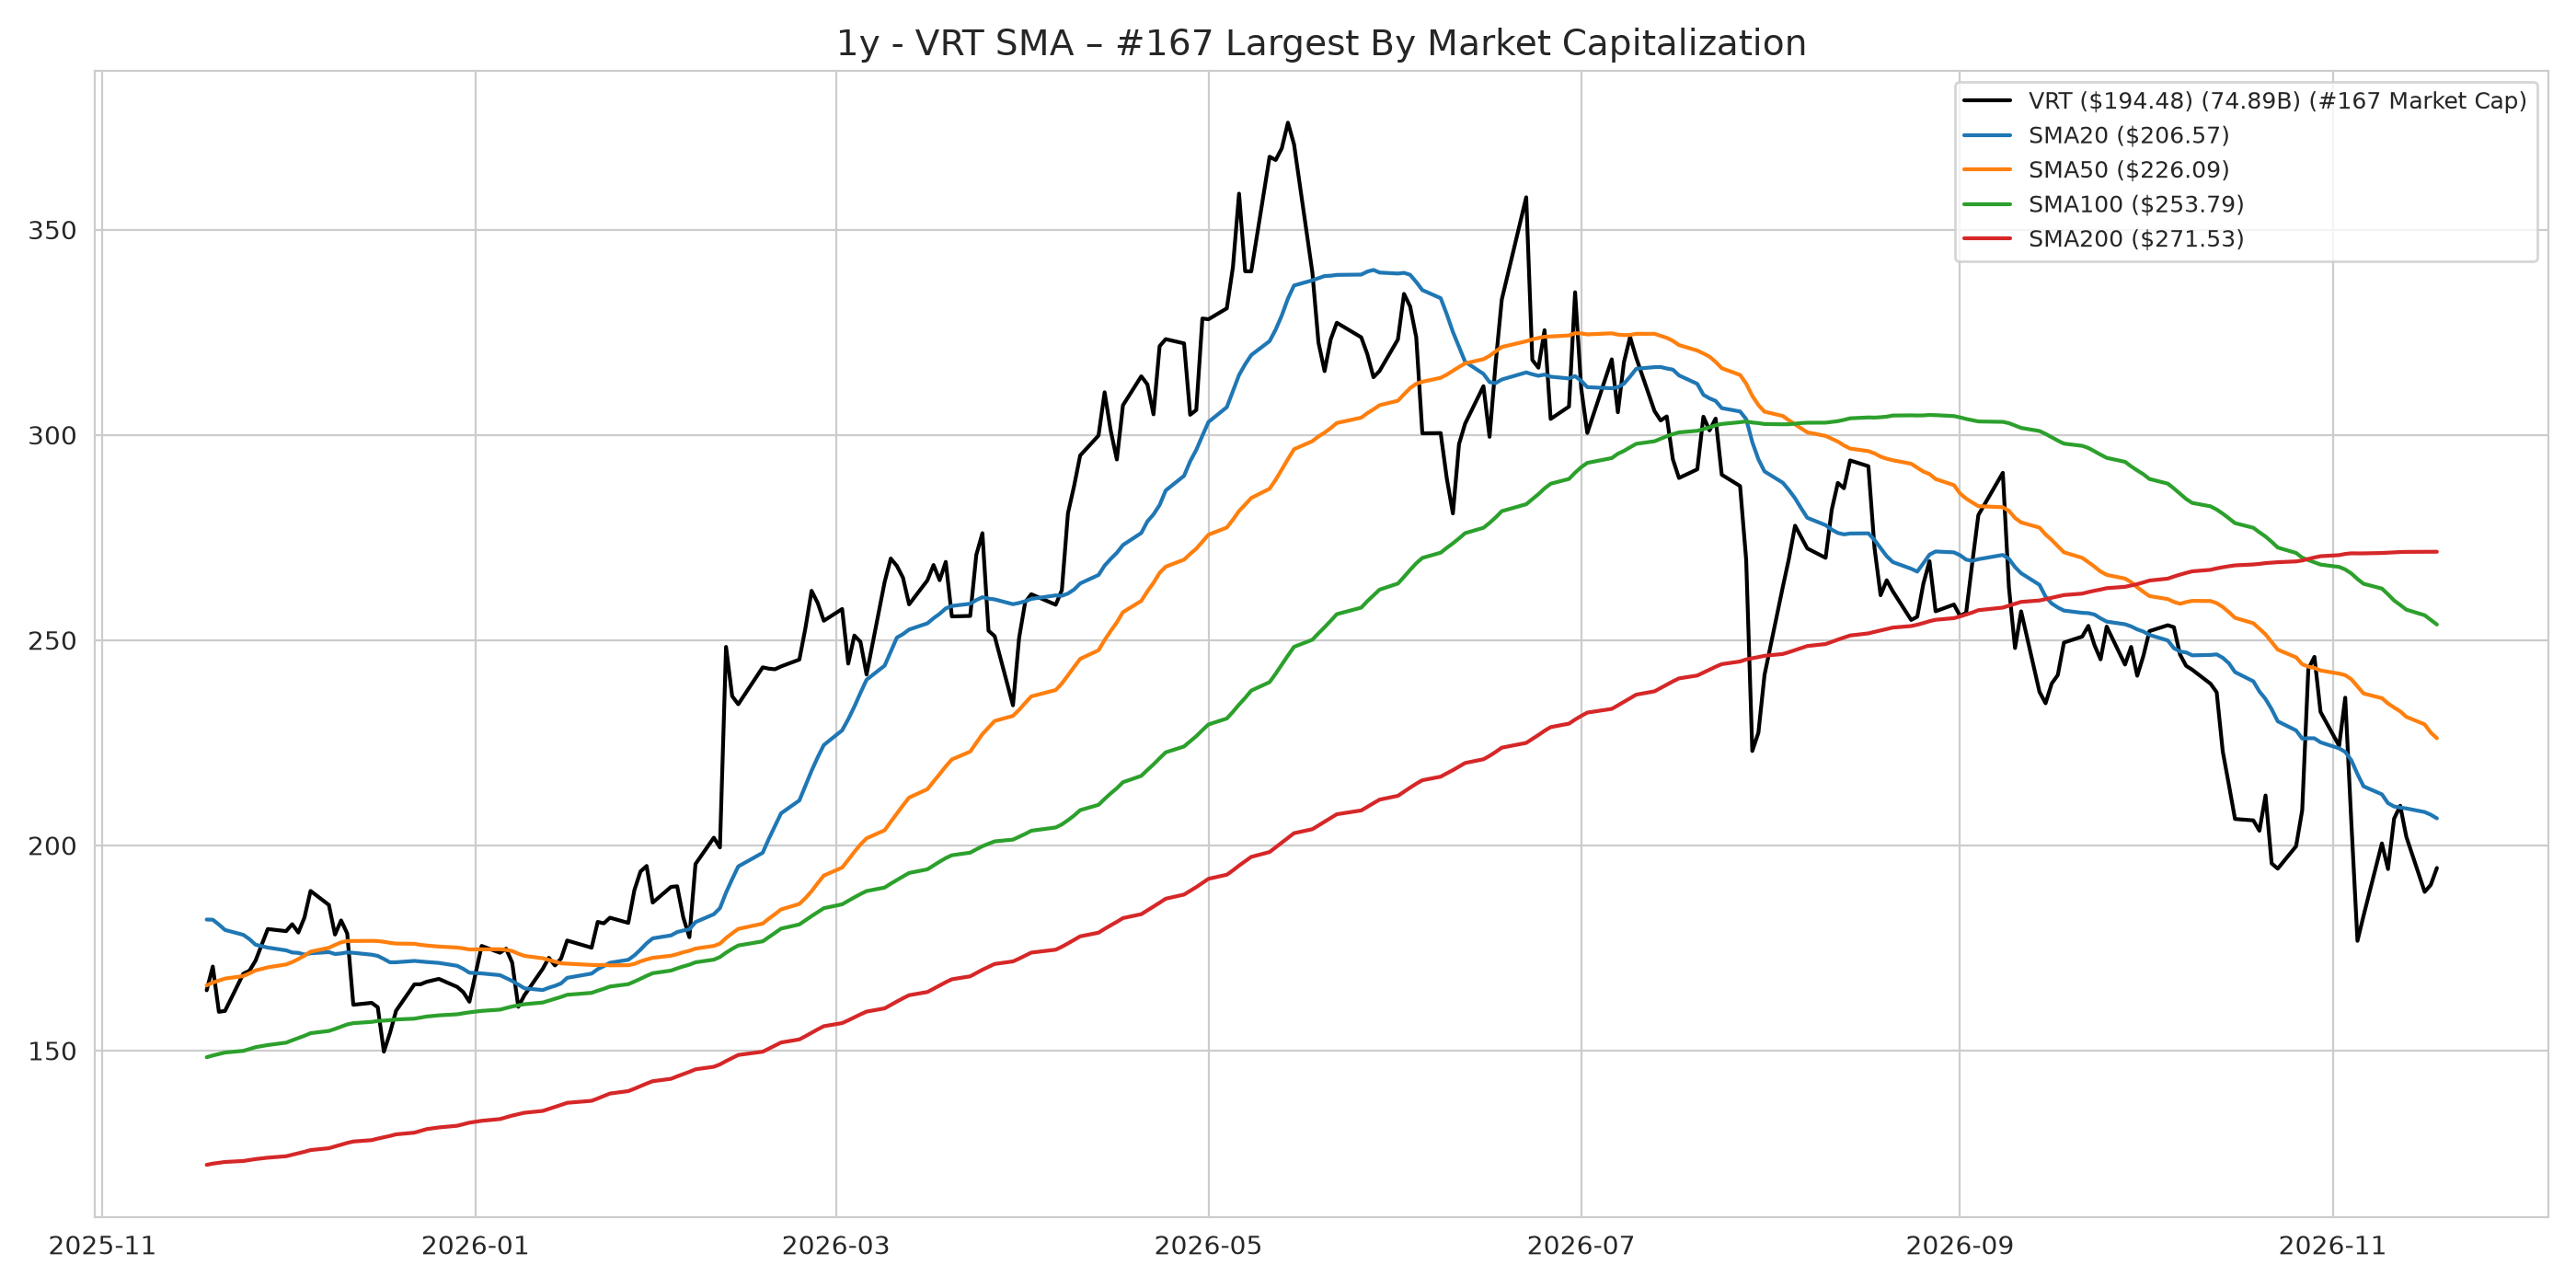 1y - VRT SMA – #167 Largest By Market Capitalization
VRT ($194.48) (74.89B) (#167 Market Cap)
SMA20 ($206.57)
SMA50 ($226.09)
SMA100 ($253.79)
SMA200 ($271.53)
350
300
250
200
150
2025-11 2026-01 2026-03 2026-05 2026-07 2026-09 2026-11